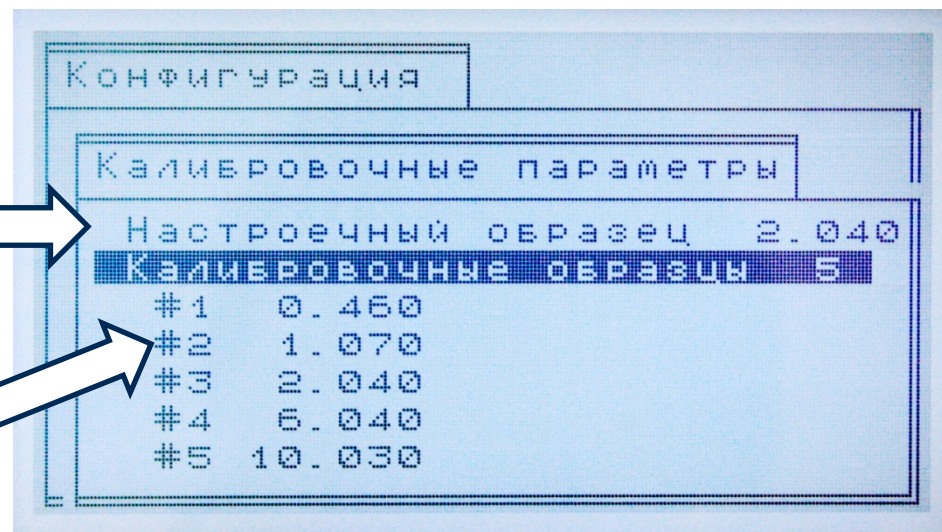 Конфигурация
Калибровочные параметры
Настроечный образец 2.040
Калибровочные образцы 5
#1 0.460
#2 1.070
#3 2.040
#4 6.040
#5 10.030